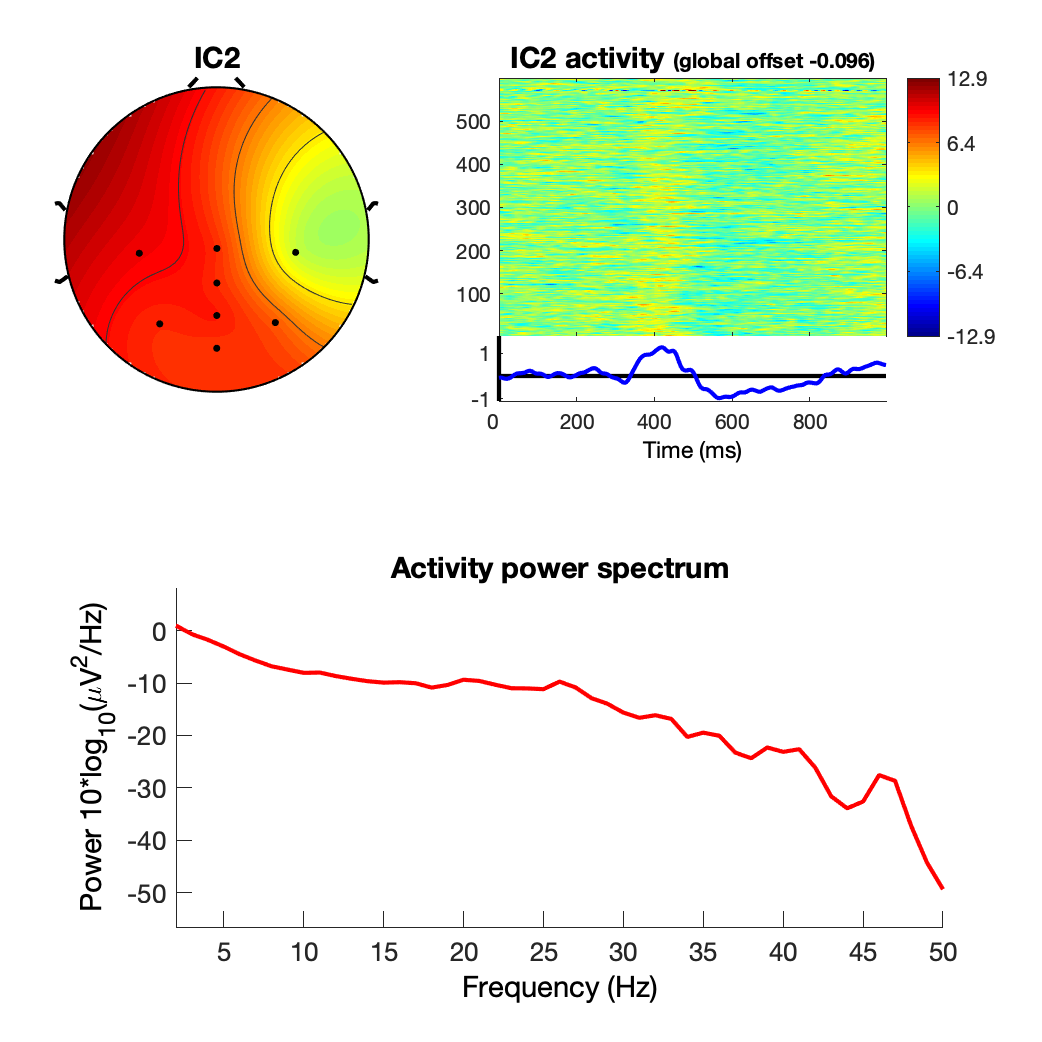 IC2
IC2 activity (global offset -0.096)
500
400
300
200
100
12.9
6.4
0
-6.4
-12.9
1
-1
0 200 400 600 800
Time (ms)
Activity power spectrum
Power 10*log10(μV2/Hz)
0
-10
-20
-30
-40
-50
5 10 15 20 25 30 35 40 45 50
Frequency (Hz)